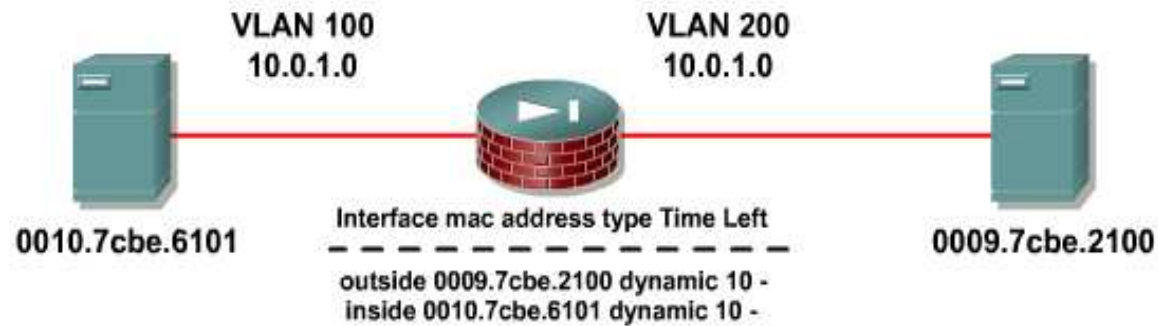 VLAN 100
10.0.1.0
VLAN 200
10.0.1.0
0010.7cbe.6101
Interface mac address type Time Left
0009.7cbe.2100
outside 0009.7cbe.2100 dynamic 10 -
inside 0010.7cbe.6101 dynamic 10 -